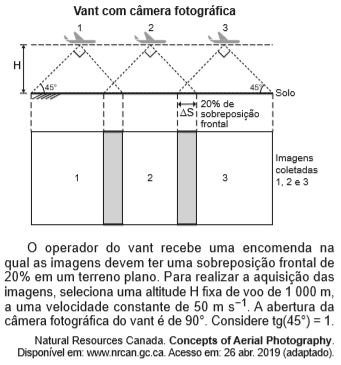 Vant com câmera fotográfica
1 2 3
H
45° 45°
Solo
ΔS
20% de
sobreposição
frontal
1 2 3
Imagens
coletadas
1, 2 e 3
O operador do vant recebe uma encomenda na
qual as imagens devem ter uma sobreposição frontal de
20% em um terreno plano. Para realizar a aquisição das
imagens, seleciona uma altitude H fixa de voo de 1 000 m,
a uma velocidade constante de 50 m s⁻¹. A abertura da
câmera fotográfica do vant é de 90°. Considere tg(45°) = 1.
Natural Resources Canada. Concepts of Aerial Photography.
Disponível em: www.nrcan.gc.ca. Acesso em: 26 abr. 2019 (adaptado).